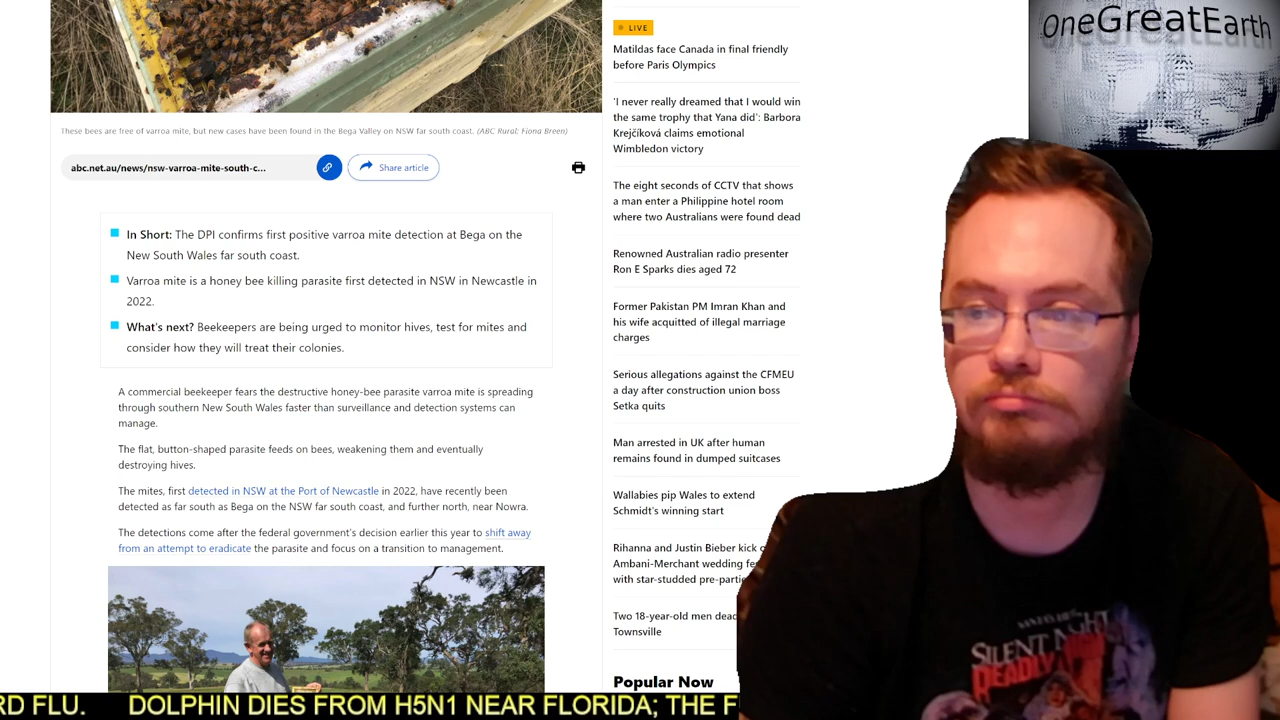 These bees are free of varroa mite, but new cases have been found in the Bega Valley on NSW far south coast. (ABC Rural: Fiona Breen)
abc.net.au/news/nsw-varroa-mite-south-c...
Share article
In Short: The DPI confirms first positive varroa mite detection at Bega on the
New South Wales far south coast.
Varroa mite is a honey bee killing parasite first detected in NSW in Newcastle in
2022.
What's next? Beekeepers are being urged to monitor hives, test for mites and
consider how they will treat their colonies.
A commercial beekeeper fears the destructive honey-bee parasite varroa mite is spreading
through southern New South Wales faster than surveillance and detection systems can
manage.
The flat, button-shaped parasite feeds on bees, weakening them and eventually
destroying hives.
The mites, first detected in NSW at the Port of Newcastle in 2022, have recently been
detected as far south as Bega on the NSW far south coast, and further north, near Nowra.
The detections come after the federal government's decision earlier this year to shift away
from an attempt to eradicate the parasite and focus on a transition to management.
LIVE
Matildas face Canada in final friendly
before Paris Olympics
'I never really dreamed that I would win
the same trophy that Yana did': Barbora
Krejčíková claims emotional
Wimbledon victory
The eight seconds of CCTV that shows
a man enter a Philippine hotel room
where two Australians were found dead
Renowned Australian radio presenter
Ron E Sparks dies aged 72
Former Pakistan PM Imran Khan and
his wife acquitted of illegal marriage
charges
Serious allegations against the CFMEU
a day after construction union boss
Setka quits
Man arrested in UK after human
remains found in dumped suitcases
Wallabies pip Wales to extend
Schmidt's winning start
Rihanna and Justin Bieber kick
Ambani-Merchant wedding
with star-studded
Two 18-year-old men
Townsville
Popular Now
OneGreatEarth
SILENT NIGHT
DEADLY
RD FLU. DOLPHIN DIES FROM H5N1 NEAR FLORIDA; THE F